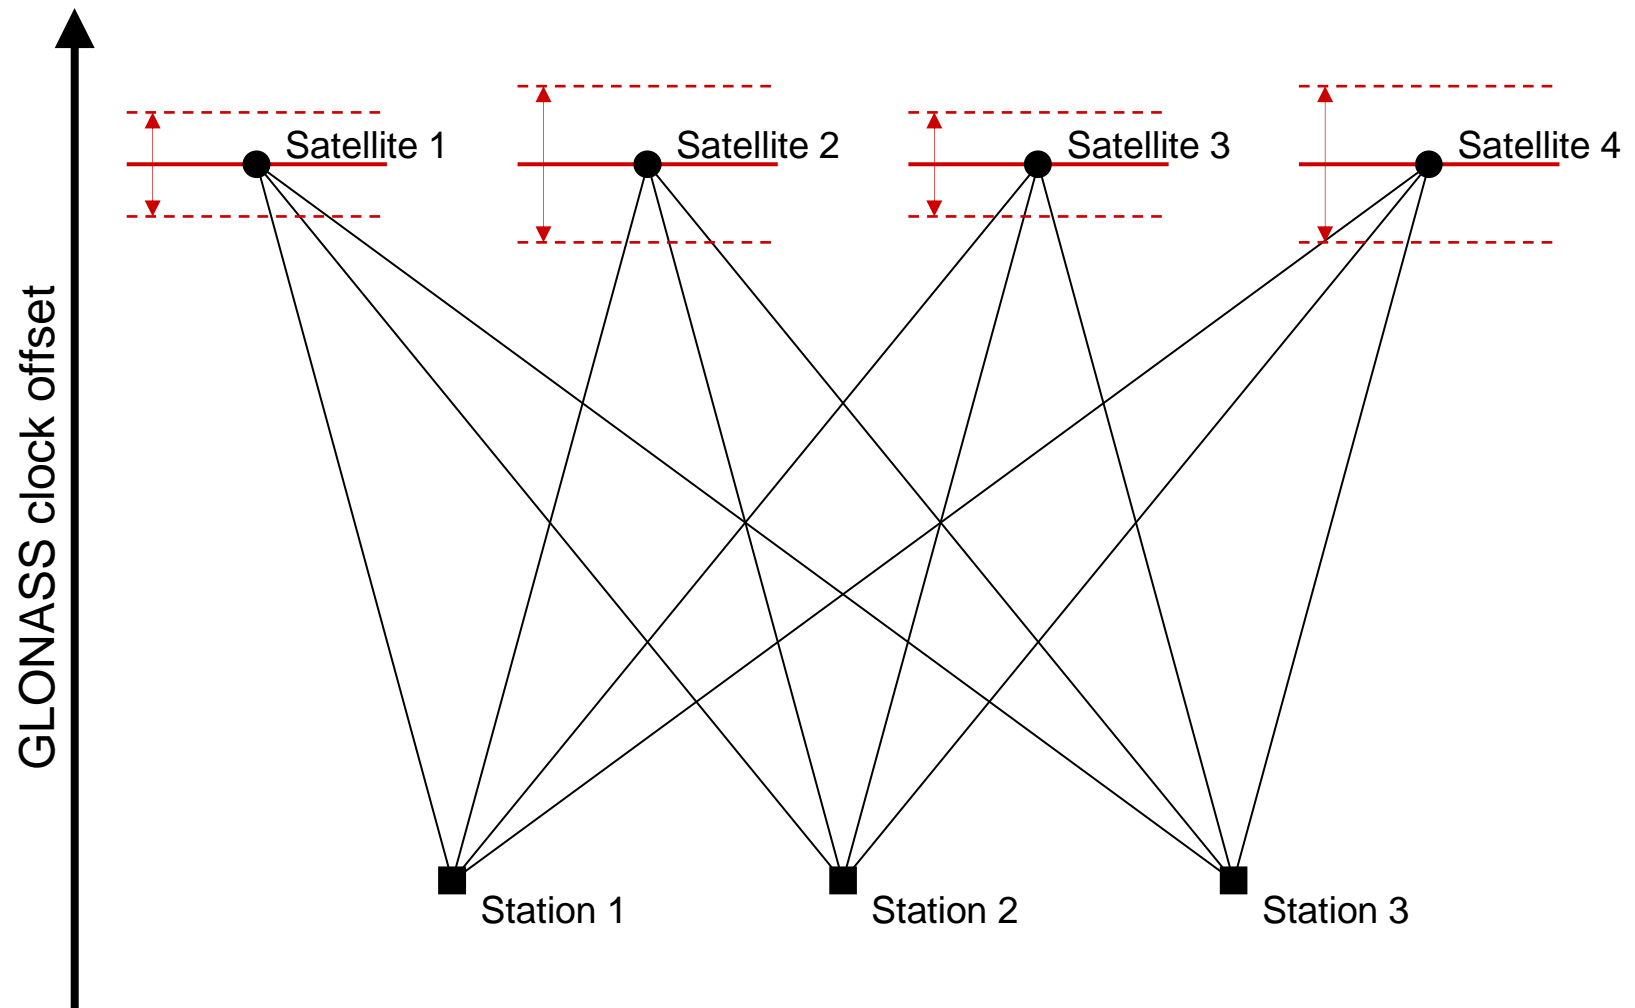 Satellite 1
Satellite 2
Satellite 3
Satellite 4
GLONASS clock offset
Station 1
Station 2
Station 3